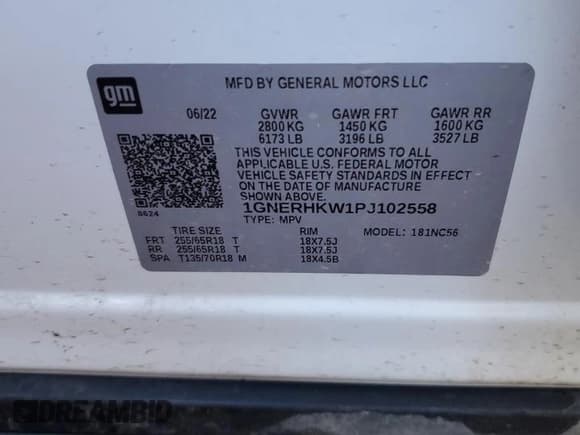 gm
MFD BY GENERAL MOTORS LLC
06/22 GVWR GAWR FRT GAWR RR
2800 KG 1450 KG 1600 KG
6173 LB 3196 LB 3527 LB
THIS VEHICLE CONFORMS TO ALL
APPLICABLE U.S. FEDERAL MOTOR
VEHICLE SAFETY STANDARDS IN EFFECT
ON THE DATE OF MANUFACTURE
SHOWN ABOVE.
8624
1GNERHKW1PJ102558
TYPE: MPV MODEL: 181NC56
TIRE SIZE RIM
FRT 255/65R18 T 18X7.5J
RR 255/65R18 T 18X7.5J
SPA T135/70R18 M 18X4.5B
DREAMBID